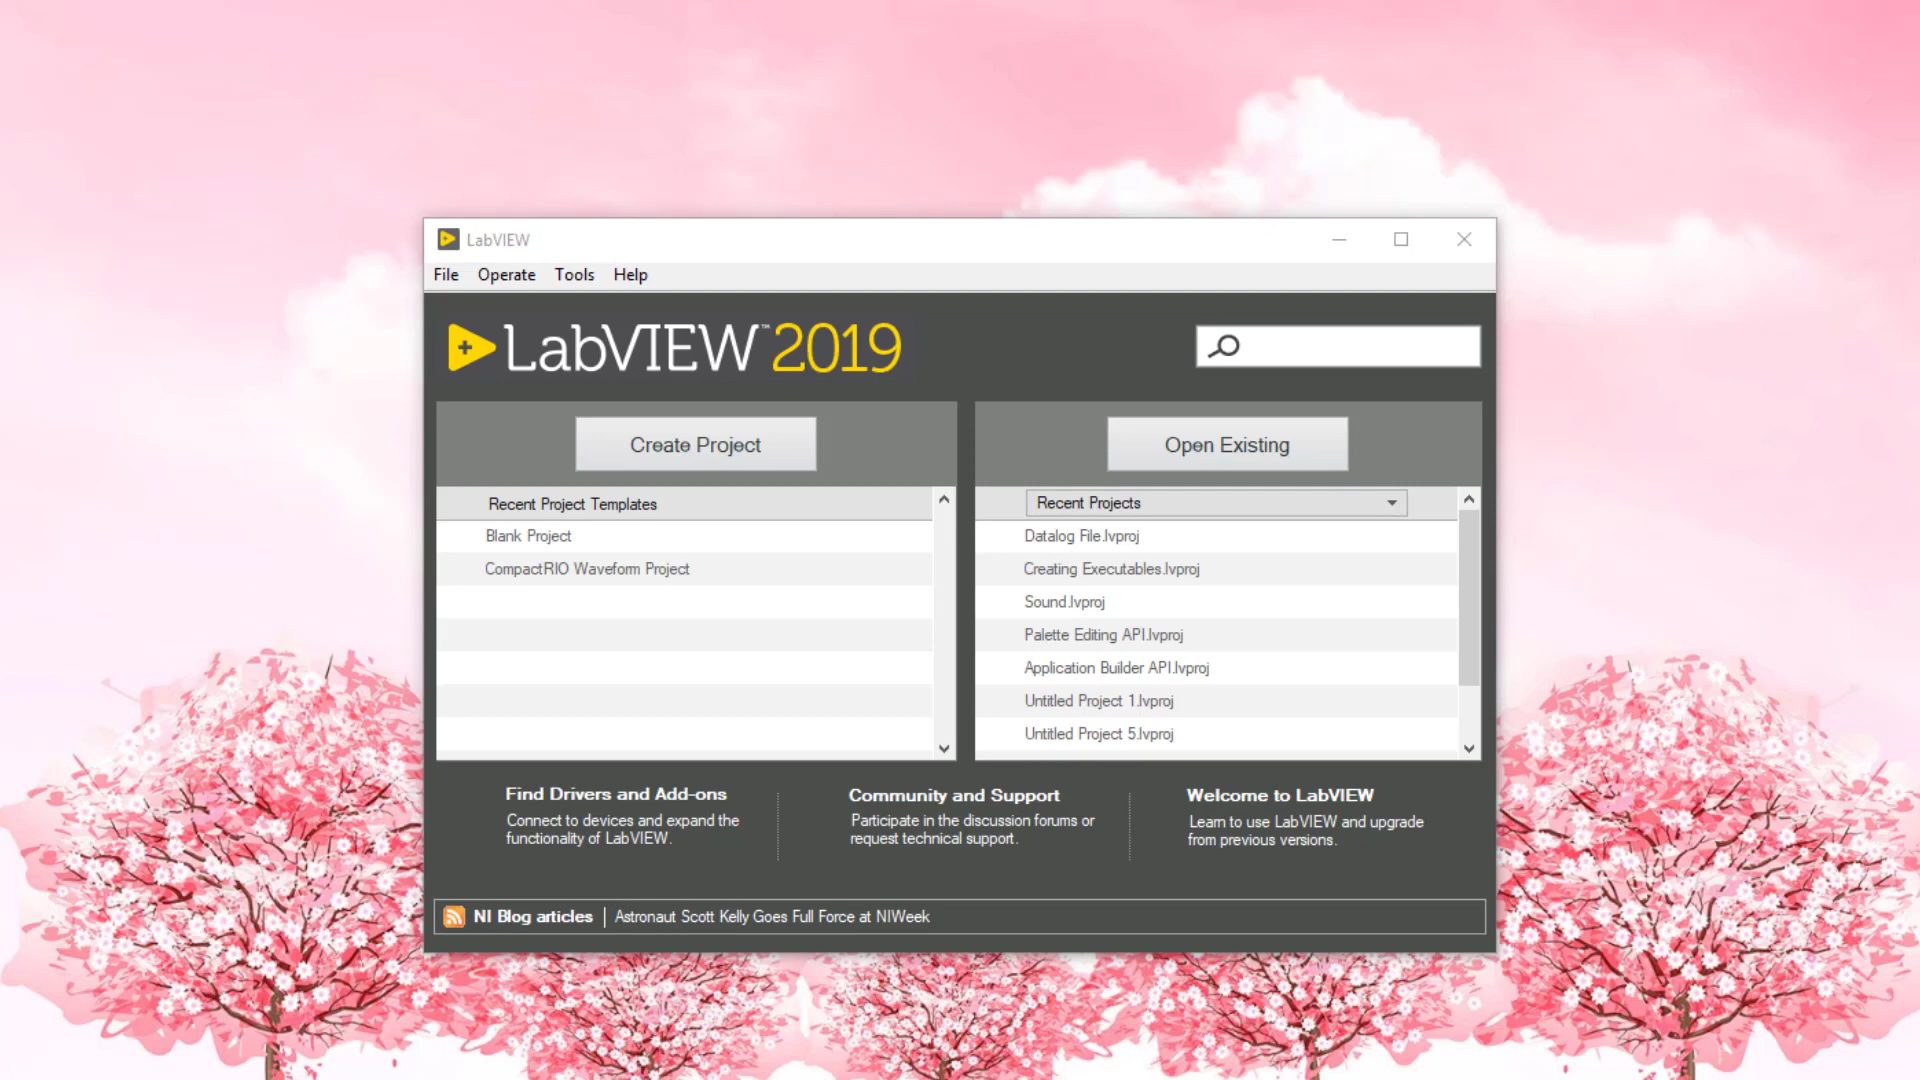 LabVIEW
File Operate Tools Help
LabVIEW™ 2019
Create Project
Open Existing
Recent Project Templates
Blank Project
CompactRIO Waveform Project
Recent Projects
Datalog File.lvproj
Creating Executables.lvproj
Sound.lvproj
Palette Editing API.lvproj
Application Builder API.lvproj
Untitled Project 1.lvproj
Untitled Project 5.lvproj
Find Drivers and Add-ons
Connect to devices and expand the
functionality of LabVIEW.
Community and Support
Participate in the discussion forums or
request technical support.
Welcome to LabVIEW
Learn to use LabVIEW and upgrade
from previous versions.
NI Blog articles | Astronaut Scott Kelly Goes Full Force at NIWeek